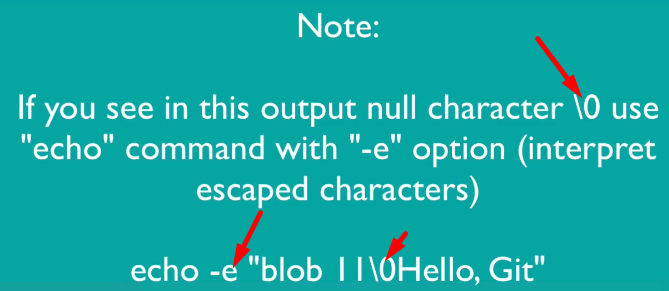 Note:
If you see in this output null character \0 use
"echo" command with "-e" option (interpret
escaped characters)
echo -e "blob 11\0Hello, Git"